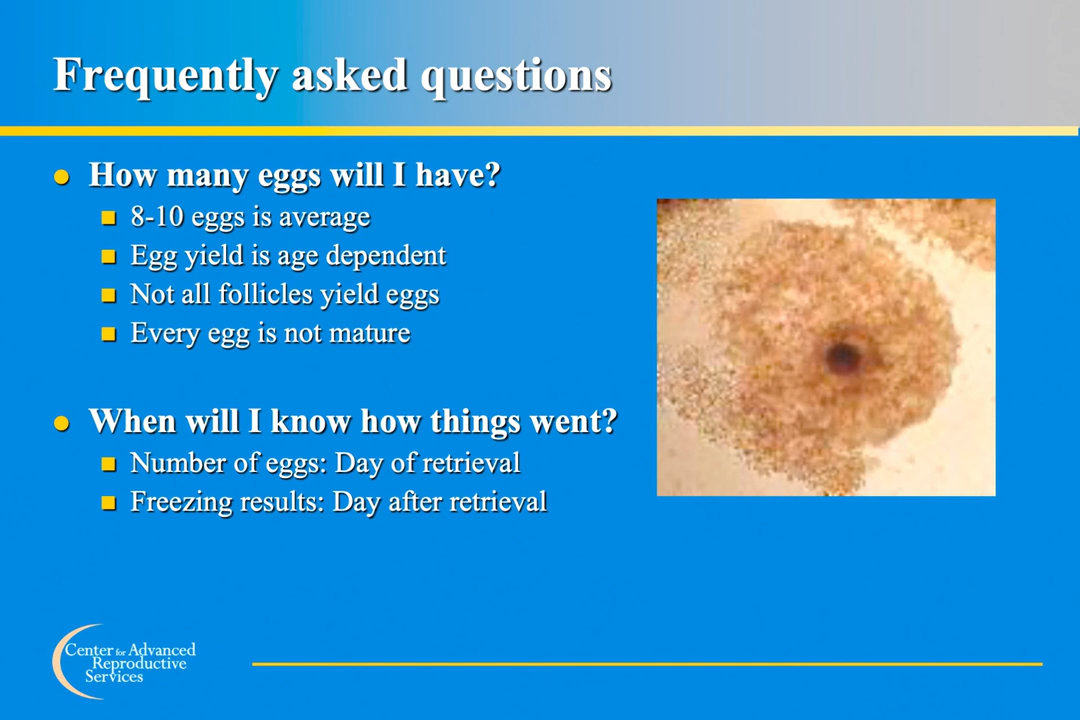 Frequently asked questions
How many eggs will I have?
8-10 eggs is average
Egg yield is age dependent
Not all follicles yield eggs
Every egg is not mature
When will I know how things went?
Number of eggs: Day of retrieval
Freezing results: Day after retrieval
Center for Advanced
Reproductive
Services